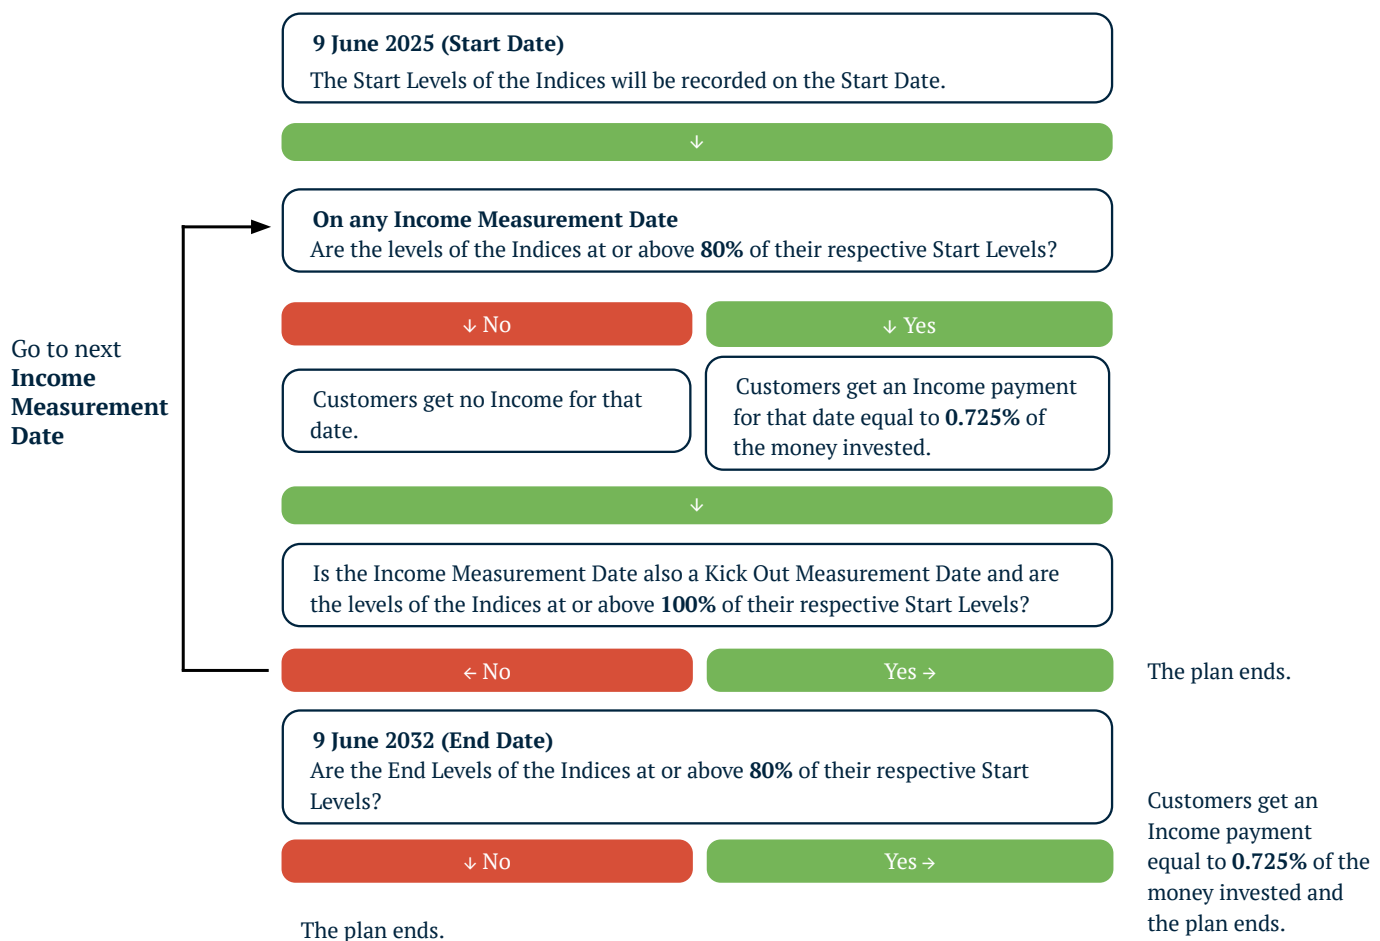 9 June 2025 (Start Date)
The Start Levels of the Indices will be recorded on the Start Date.
↓
On any Income Measurement Date
Are the levels of the Indices at or above 80% of their respective Start Levels?
↓ No
↓ Yes
Go to next
Income
Measurement
Date
Customers get no Income for that
date.
Customers get an Income payment
for that date equal to 0.725% of
the money invested.
↓
Is the Income Measurement Date also a Kick Out Measurement Date and are
the levels of the Indices at or above 100% of their respective Start Levels?
← No
Yes →
The plan ends.
9 June 2032 (End Date)
Are the End Levels of the Indices at or above 80% of their respective Start
Levels?
↓ No
Yes →
Customers get an
Income payment
equal to 0.725% of the
money invested and
the plan ends.
The plan ends.